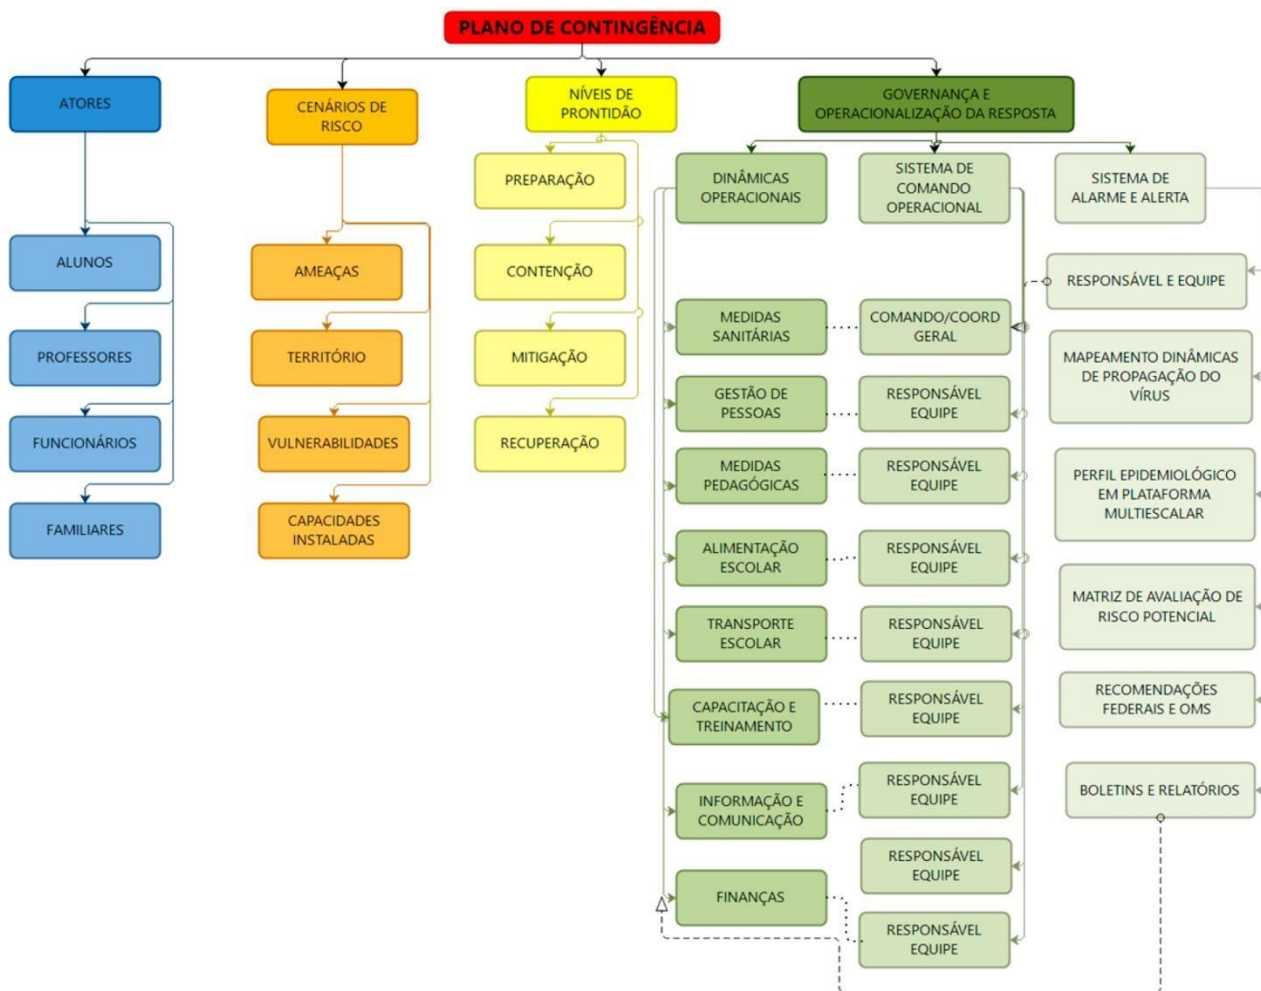 PLANO DE CONTINGÊNCIA
ATORES
CENÁRIOS DE
RISCO
NÍVEIS DE
PRONTIDÃO
GOVERNANÇA E
OPERACIONALIZAÇÃO DA RESPOSTA
ALUNOS
PROFESSORES
FUNCIONÁRIOS
FAMILIARES
AMEAÇAS
TERRITÓRIO
VULNERABILIDADES
CAPACIDADES
INSTALADAS
PREPARAÇÃO
CONTENÇÃO
MITIGAÇÃO
RECUPERAÇÃO
DINÂMICAS
OPERACIONAIS
MEDIDAS
SANITÁRIAS
GESTÃO DE
PESSOAS
MEDIDAS
PEDAGÓGICAS
ALIMENTAÇÃO
ESCOLAR
TRANSPORTE
ESCOLAR
CAPACITAÇÃO E
TREINAMENTO
INFORMAÇÃO E
COMUNICAÇÃO
FINANÇAS
SISTEMA DE
COMANDO
OPERACIONAL
COMANDO/COORD
GERAL
RESPONSÁVEL
EQUIPE
RESPONSÁVEL
EQUIPE
RESPONSÁVEL
EQUIPE
RESPONSÁVEL
EQUIPE
RESPONSÁVEL
EQUIPE
RESPONSÁVEL
EQUIPE
RESPONSÁVEL
EQUIPE
RESPONSÁVEL
EQUIPE
SISTEMA DE
ALARME E ALERTA
RESPONSÁVEL E EQUIPE
MAPEAMENTO DINÂMICAS
DE PROPAGAÇÃO DO
VÍRUS
PERFIL EPIDEMIOLÓGICO
EM PLATAFORMA
MULTIESCALAR
MATRIZ DE AVALIAÇÃO DE
RISCO POTENCIAL
RECOMENDAÇÕES
FEDERAIS E OMS
BOLETINS E RELATÓRIOS